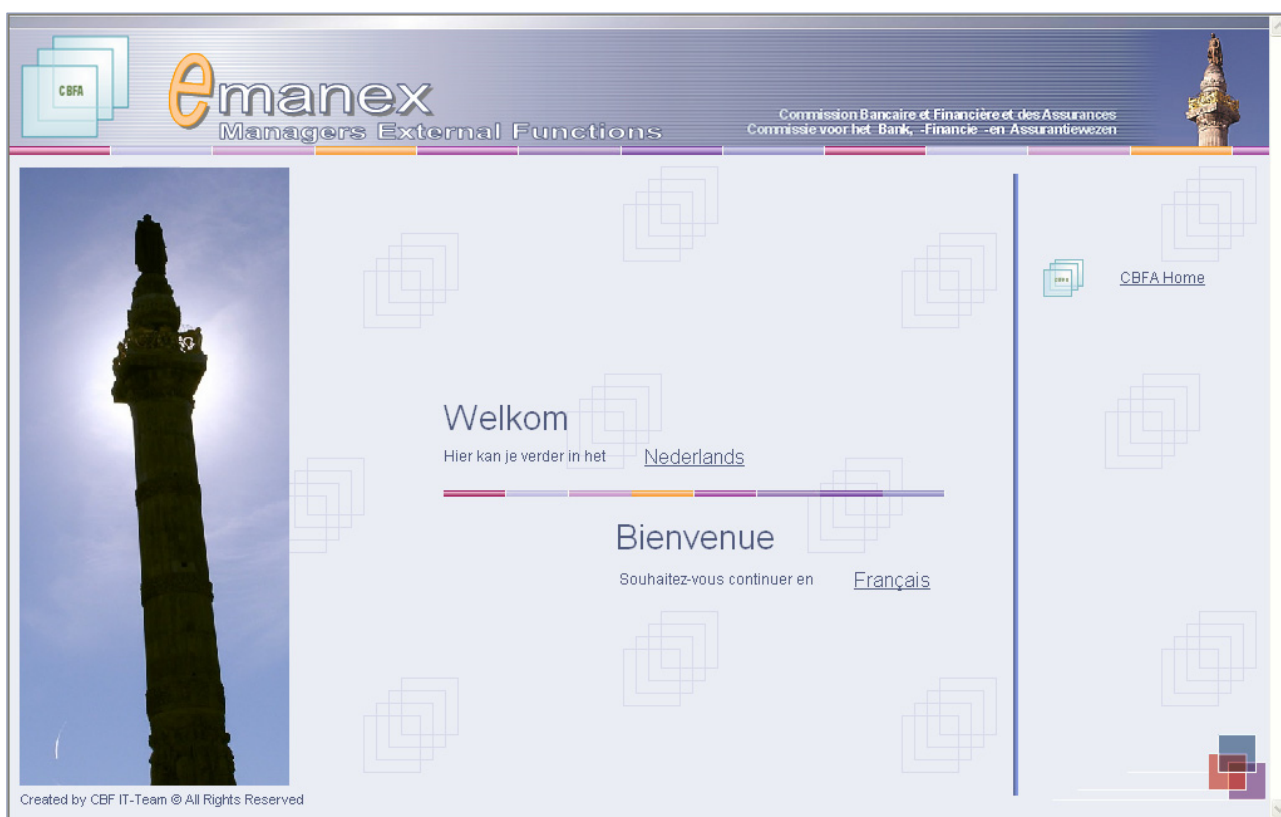 CBFA
emanex
Managers External Functions
Commission Bancaire et Financière et des Assurances
Commissie voor het Bank, -Financie -en Assurantiewezen
CBFA Home
Welkom
Hier kan je verder in het Nederlands
Bienvenue
Souhaitez-vous continuer en Français
Created by CBF IT-Team @ All Rights Reserved